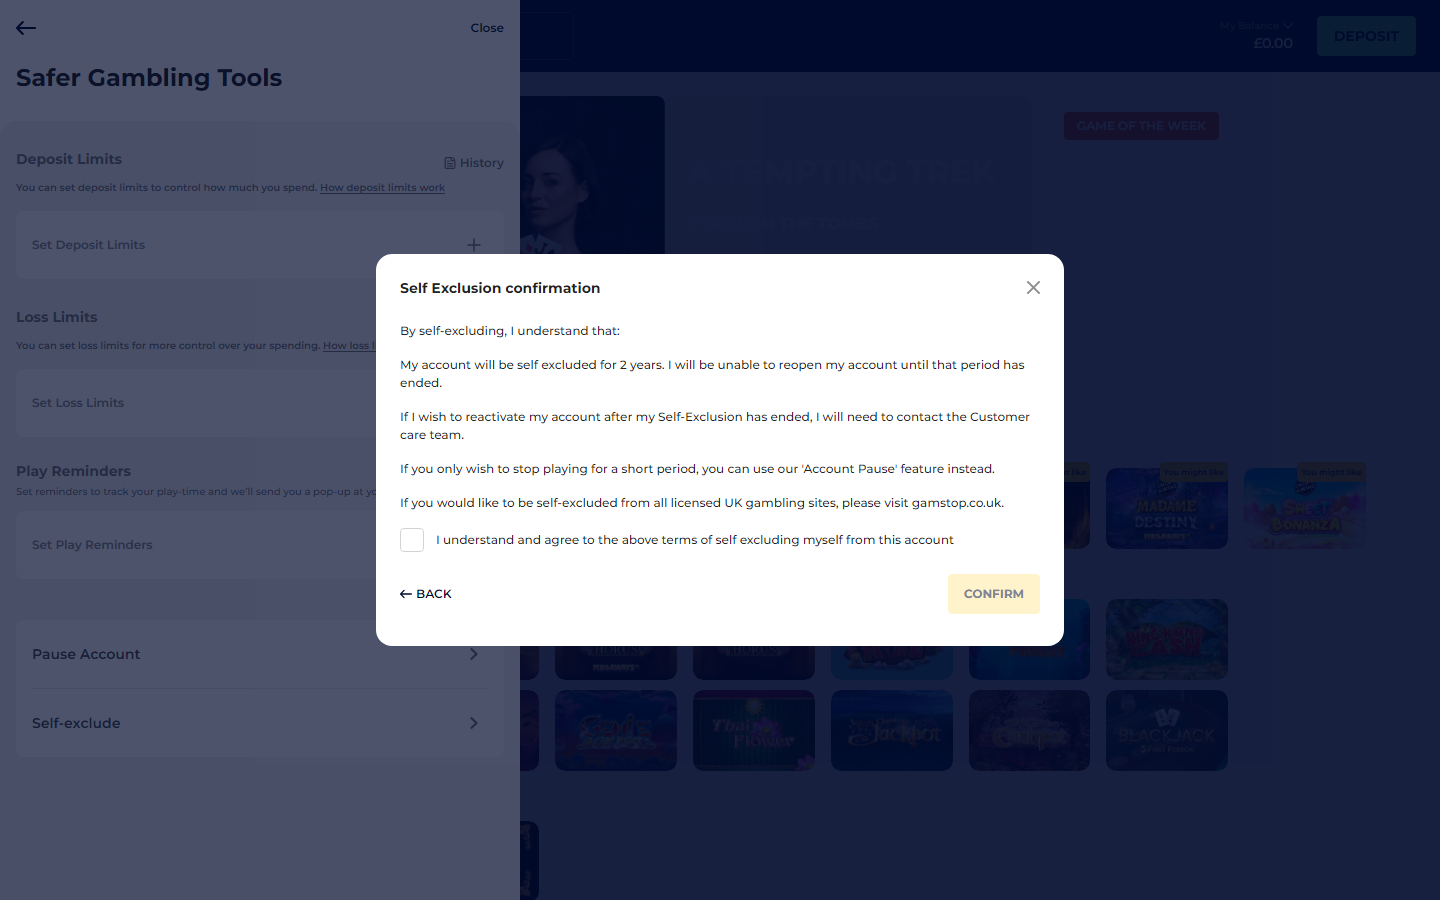 Close
My Balance
£0.00
DEPOSIT
Safer Gambling Tools
GAME OF THE WEEK
Deposit Limits
History
You can set deposit limits to control how much you spend. How deposit limits work
Set Deposit Limits
Loss Limits
You can set loss limits for more control over your spending. How loss l
Set Loss Limits
Play Reminders
Set reminders to track your play-time and we'll send you a pop-up at yo
Set Play Reminders
Pause Account
Self-exclude
Self Exclusion confirmation
By self-excluding, I understand that:
My account will be self excluded for 2 years. I will be unable to reopen my account until that period has
ended.
If I wish to reactivate my account after my Self-Exclusion has ended, I will need to contact the Customer
care team.
If you only wish to stop playing for a short period, you can use our 'Account Pause' feature instead.
If you would like to be self-excluded from all licensed UK gambling sites, please visit gamstop.co.uk.
I understand and agree to the above terms of self excluding myself from this account
BACK
CONFIRM
You might like
You might like
MADAME
DESTINY
MEGAWAYS
SWEET
BONANZA
MEGAWAYS
Thai
Flower
Jackpot
BLACKJACK